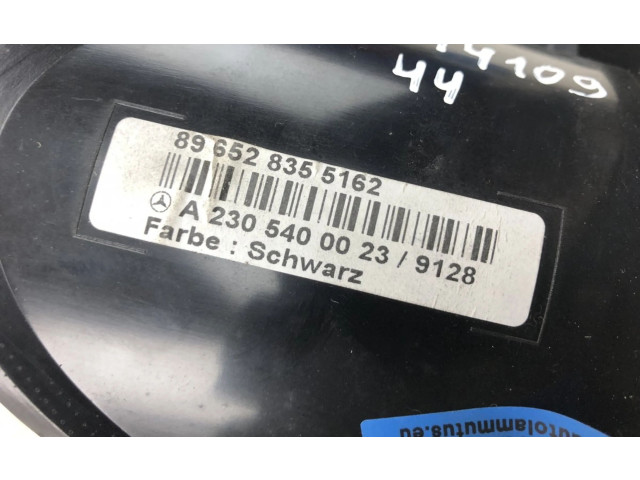 44
89 652 835 5162
A 230 540 00 23 / 9128
Farbe : Schwarz
autolammutus.eu